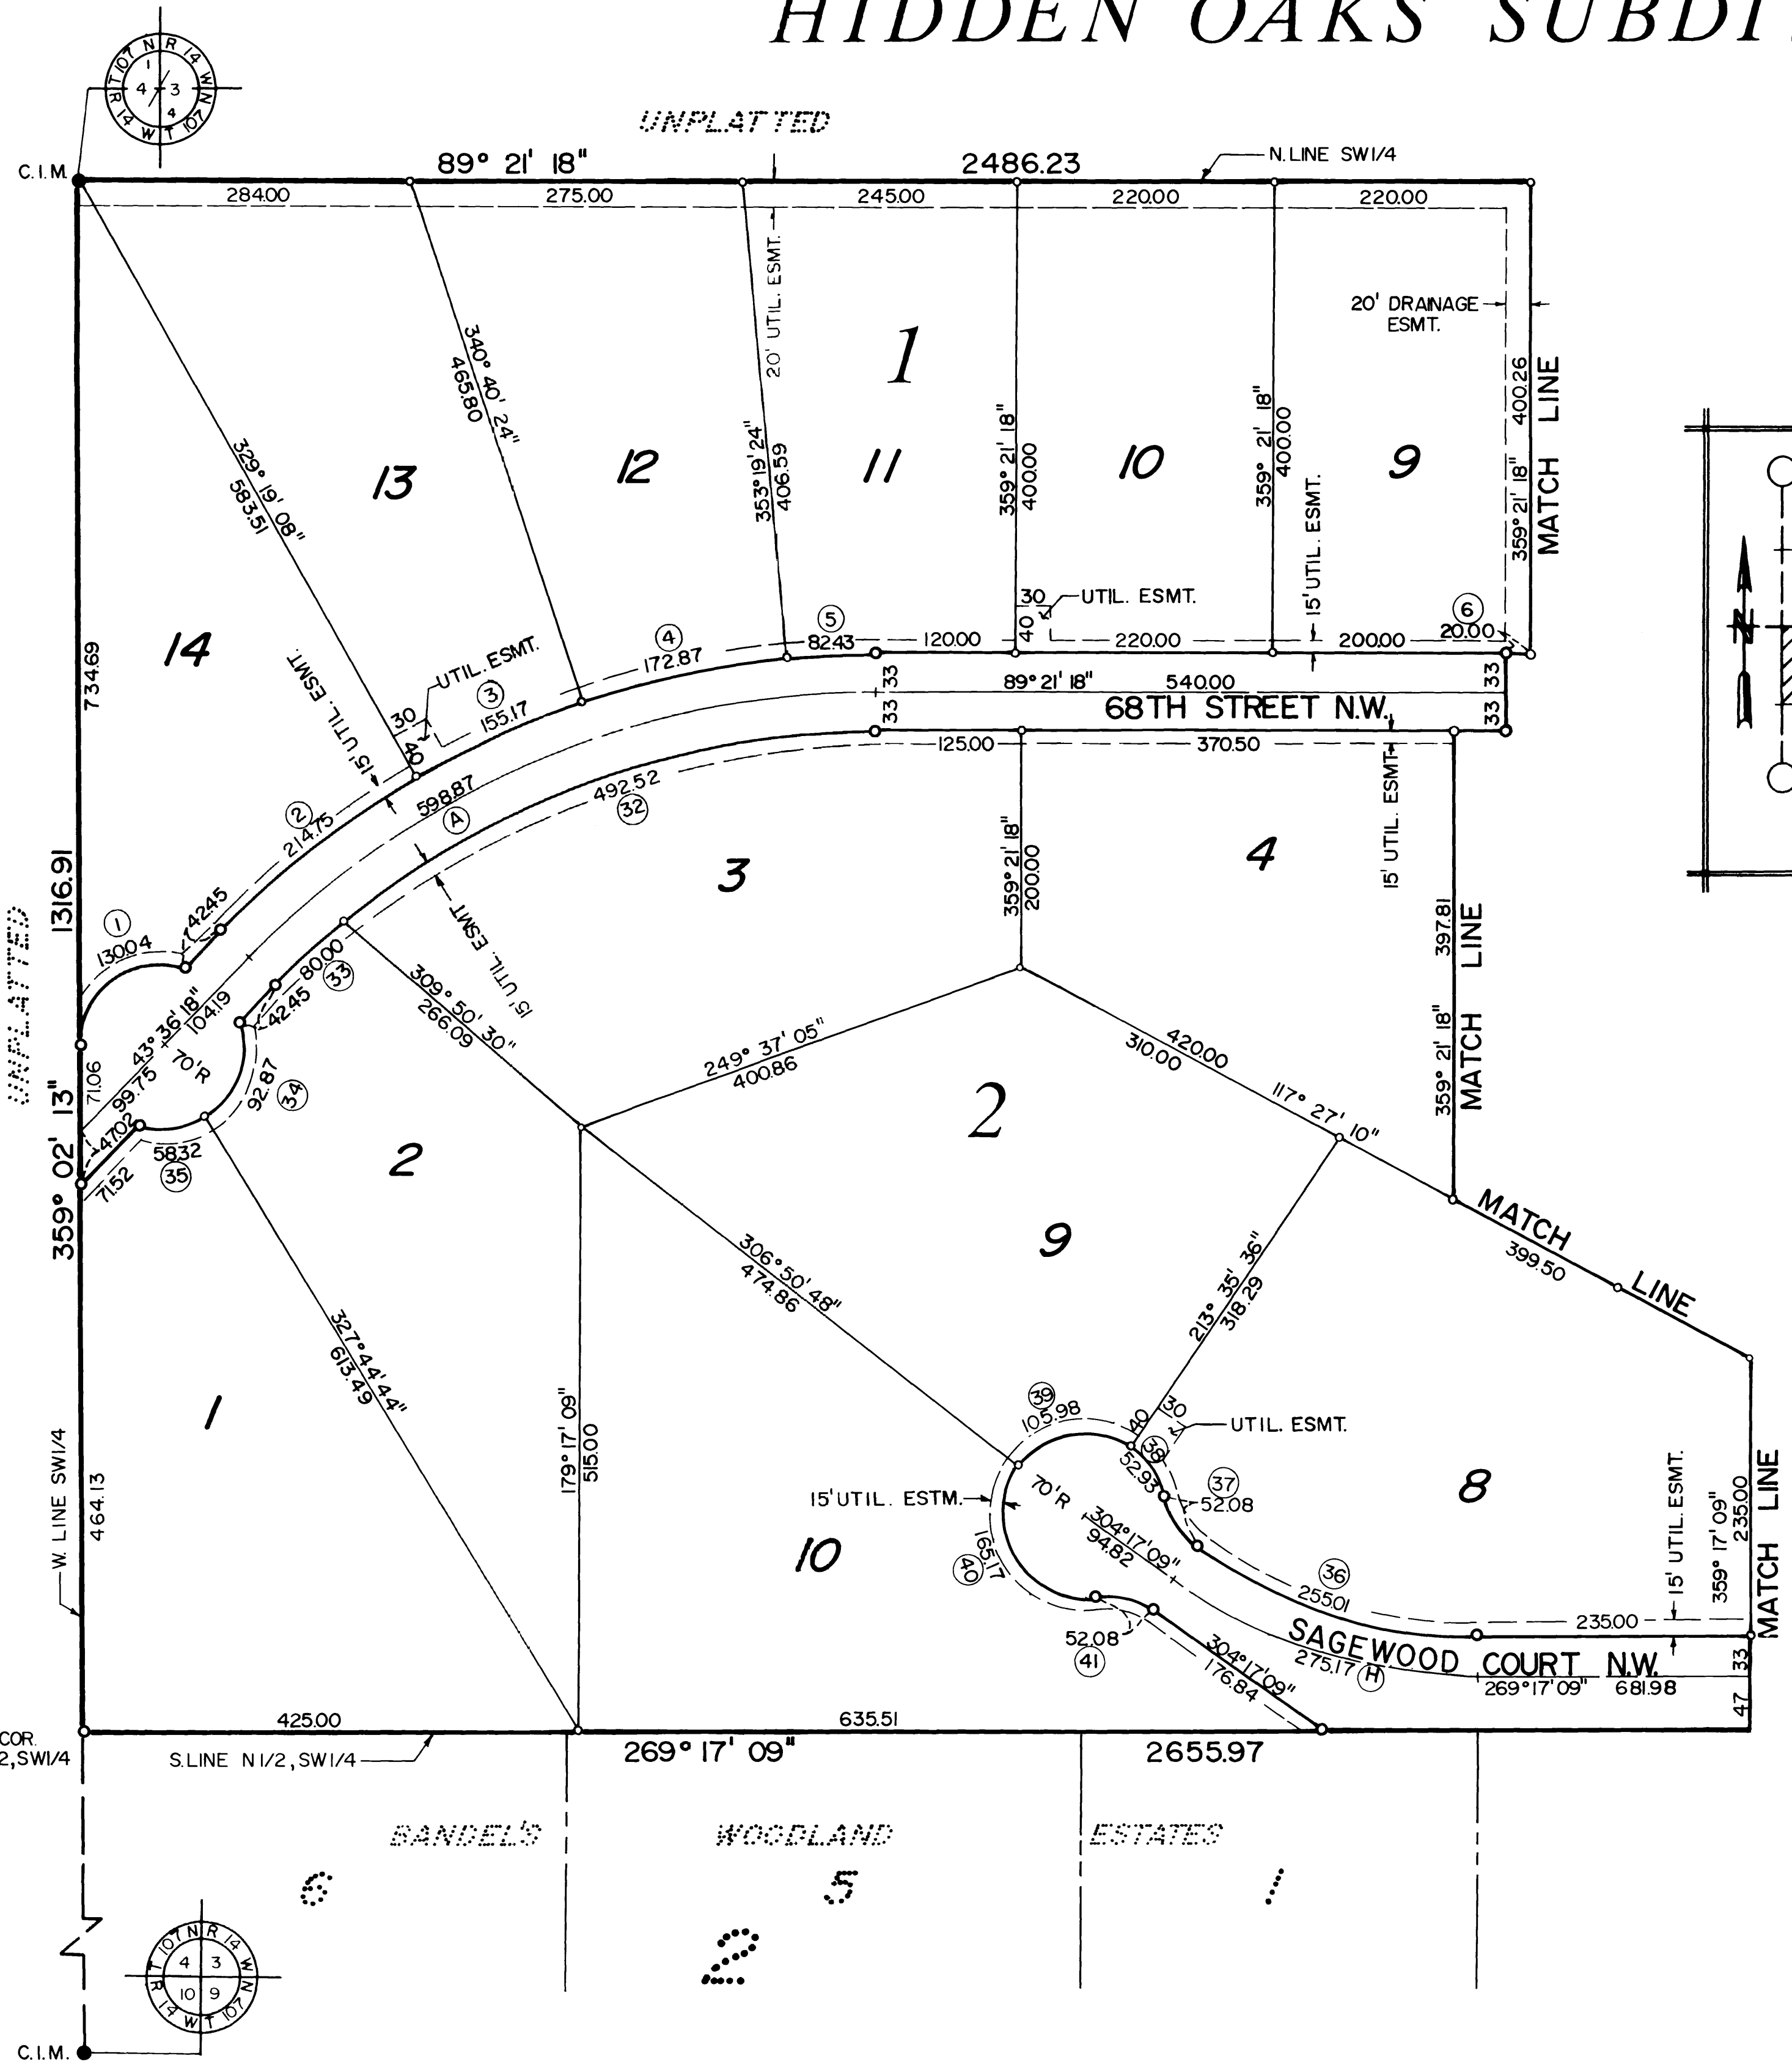 HIDDEN OAKS SUBDI
T 107 N R 14 W
1
4 3
4
R 14 W T 107 N
C.I.M.
UNPLATTED
89° 21' 18"
2486.23
N. LINE SW1/4
284.00
275.00
245.00
220.00
220.00
20' UTIL. ESMT.
20' DRAINAGE
ESMT.
1
329° 19' 08"
583.51
340° 40' 24"
465.80
353° 19' 24"
406.59
359° 21' 18"
400.00
359° 21' 18"
400.00
359° 21' 18"
400.26
MATCH LINE
14
13
12
11
10
9
N
734.69
15' UTIL. ESMT.
UTIL. ESMT.
30
40
2
214.75
3
155.17
4
172.87
5
82.43
120.00
30
40
UTIL. ESMT.
220.00
15' UTIL. ESMT.
200.00
6
20.00
33
33
89° 21' 18"
540.00
33
33
68TH STREET N.W.
125.00
370.50
15' UTIL. ESMT.
598.87
A
492.52
32
15' UTIL. ESMT
1316.91
359° 02' 13"
UNPLATTED
1
130.04
42.45
43° 36' 18"
104.19
70'R
71.06
99.75
47.02
71.52
80.00
33
42.45
92.87
34
58.32
35
3
4
359° 21' 18"
200.00
397.81
359° 21' 18"
MATCH LINE
309° 50' 30"
266.09
249° 37' 05"
400.86
420.00
310.00
117° 27' 10"
2
2
9
MATCH LINE
399.50
213° 35' 36"
318.29
306° 50' 48"
474.86
327° 44' 44"
613.49
1
179° 17' 09"
515.00
W. LINE SW1/4
464.13
39
105.98
40
30
UTIL. ESMT.
38
52.93
37
52.08
15' UTIL. ESTM.
70'R
304° 17' 09"
94.82
8
10
165.17
40
36
255.01
235.00
15' UTIL. ESMT.
359° 17' 09"
235.00
MATCH LINE
52.08
41
304° 17' 09"
176.84
SAGEWOOD COURT N.W.
275.17 H
269° 17' 09" 681.98
33
47
425.00
635.51
COR.
2, SW1/4
S. LINE N1/2, SW1/4
269° 17' 09"
2655.97
BANDEL'S WOODLAND ESTATES
6
5
1
2
T 107 N R 14 W
4 3
10 9
R 14 W T 107 N
C.I.M.